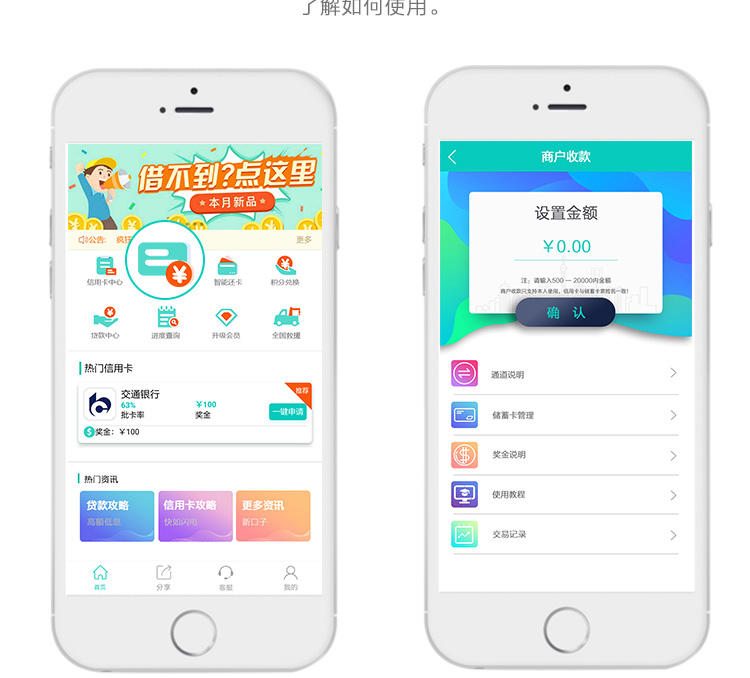 了解如何使用。
借不到?点这里
★本月新品★
公告: 疯狂
更多
信用卡中心
智能还卡
积分兑换
贷款中心
进度查询
升级会员
全国救援
热门信用卡
交通银行
推荐
63%
￥100
批卡率
奖金
一键申请
奖金: ￥100
热门资讯
贷款攻略
信用卡攻略
更多资讯
高额低息
快如闪电
新口子
首页
分享
客服
我的
商户收款
设置金额
￥0.00
注：请输入500 — 20000内金额
商户收款只支持本人使用，信用卡与储蓄卡需姓名一致!
确 认
通道说明
储蓄卡管理
奖金说明
使用教程
交易记录